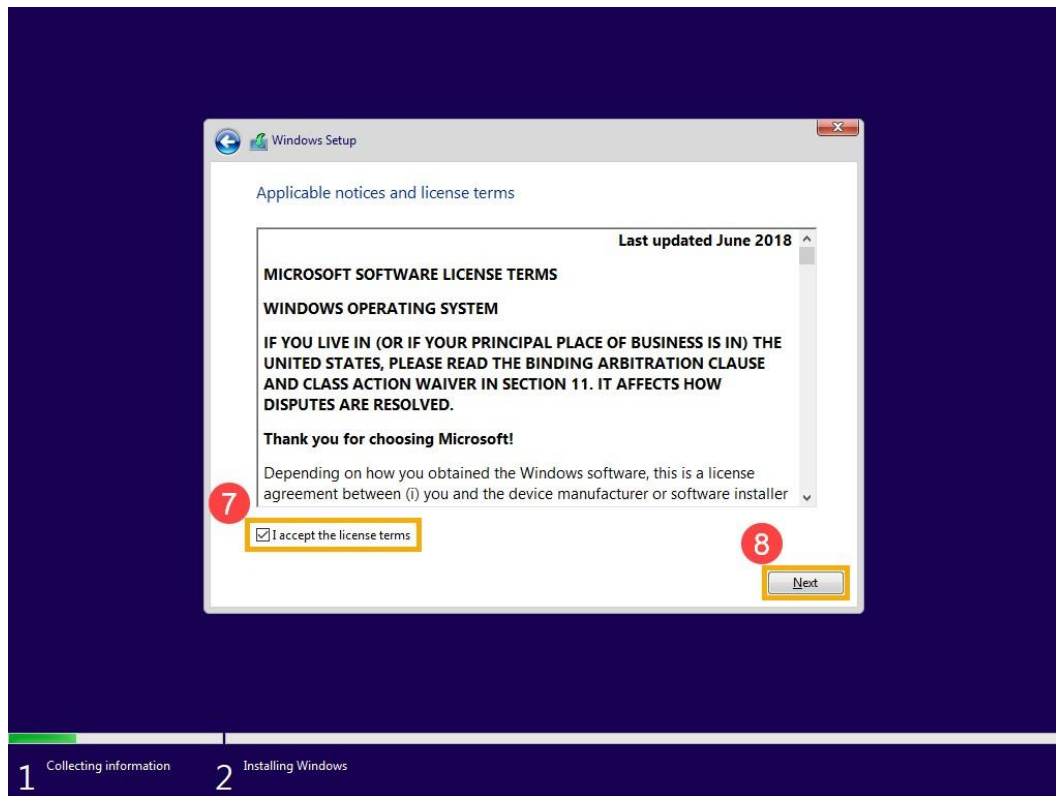 Windows Setup
Applicable notices and license terms
Last updated June 2018
MICROSOFT SOFTWARE LICENSE TERMS
WINDOWS OPERATING SYSTEM
IF YOU LIVE IN (OR IF YOUR PRINCIPAL PLACE OF BUSINESS IS IN) THE
UNITED STATES, PLEASE READ THE BINDING ARBITRATION CLAUSE
AND CLASS ACTION WAIVER IN SECTION 11. IT AFFECTS HOW
DISPUTES ARE RESOLVED.
Thank you for choosing Microsoft!
Depending on how you obtained the Windows software, this is a license
agreement between (i) you and the device manufacturer or software installer
7
I accept the license terms
8
Next
1 Collecting information
2 Installing Windows